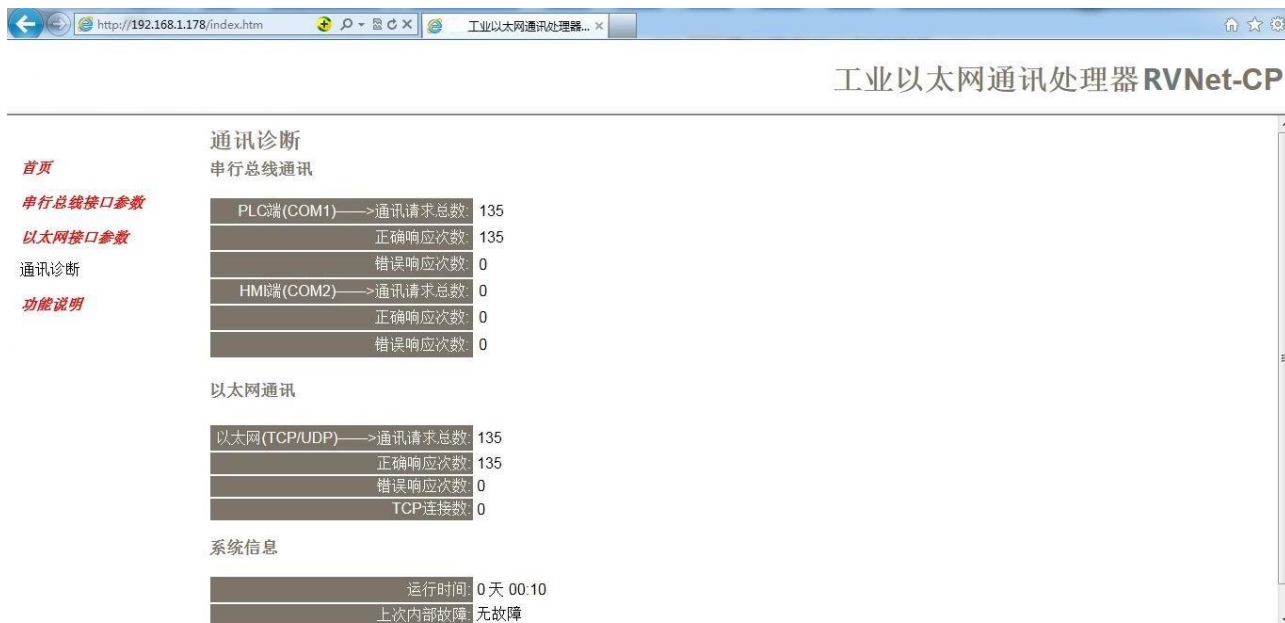 http://192.168.1.178/index.htm
工业以太网通讯处理器...
工业以太网通讯处理器RVNet-CP
首页
串行总线接口参数
以太网接口参数
通讯诊断
功能说明
通讯诊断
串行总线通讯
PLC端(COM1)——>通讯请求总数: 135
正确响应次数: 135
错误响应次数: 0
HMI端(COM2)——>通讯请求总数: 0
正确响应次数: 0
错误响应次数: 0
以太网通讯
以太网(TCP/UDP)——>通讯请求总数: 135
正确响应次数: 135
错误响应次数: 0
TCP连接数: 0
系统信息
运行时间: 0天 00:10
上次内部故障: 无故障